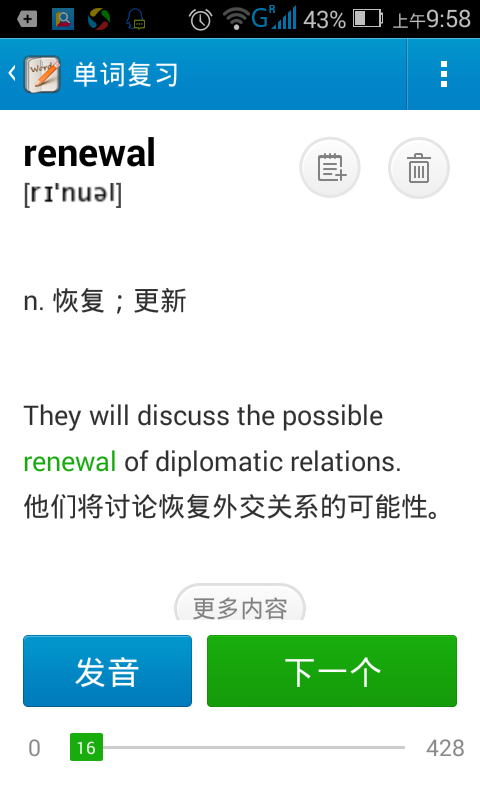 G R 43% 上午9:58
Words
单词复习
renewal
[rɪ'nuəl]
n. 恢复；更新
They will discuss the possible
renewal of diplomatic relations.
他们将讨论恢复外交关系的可能性。
更多内容
发音
下一个
0 16 428